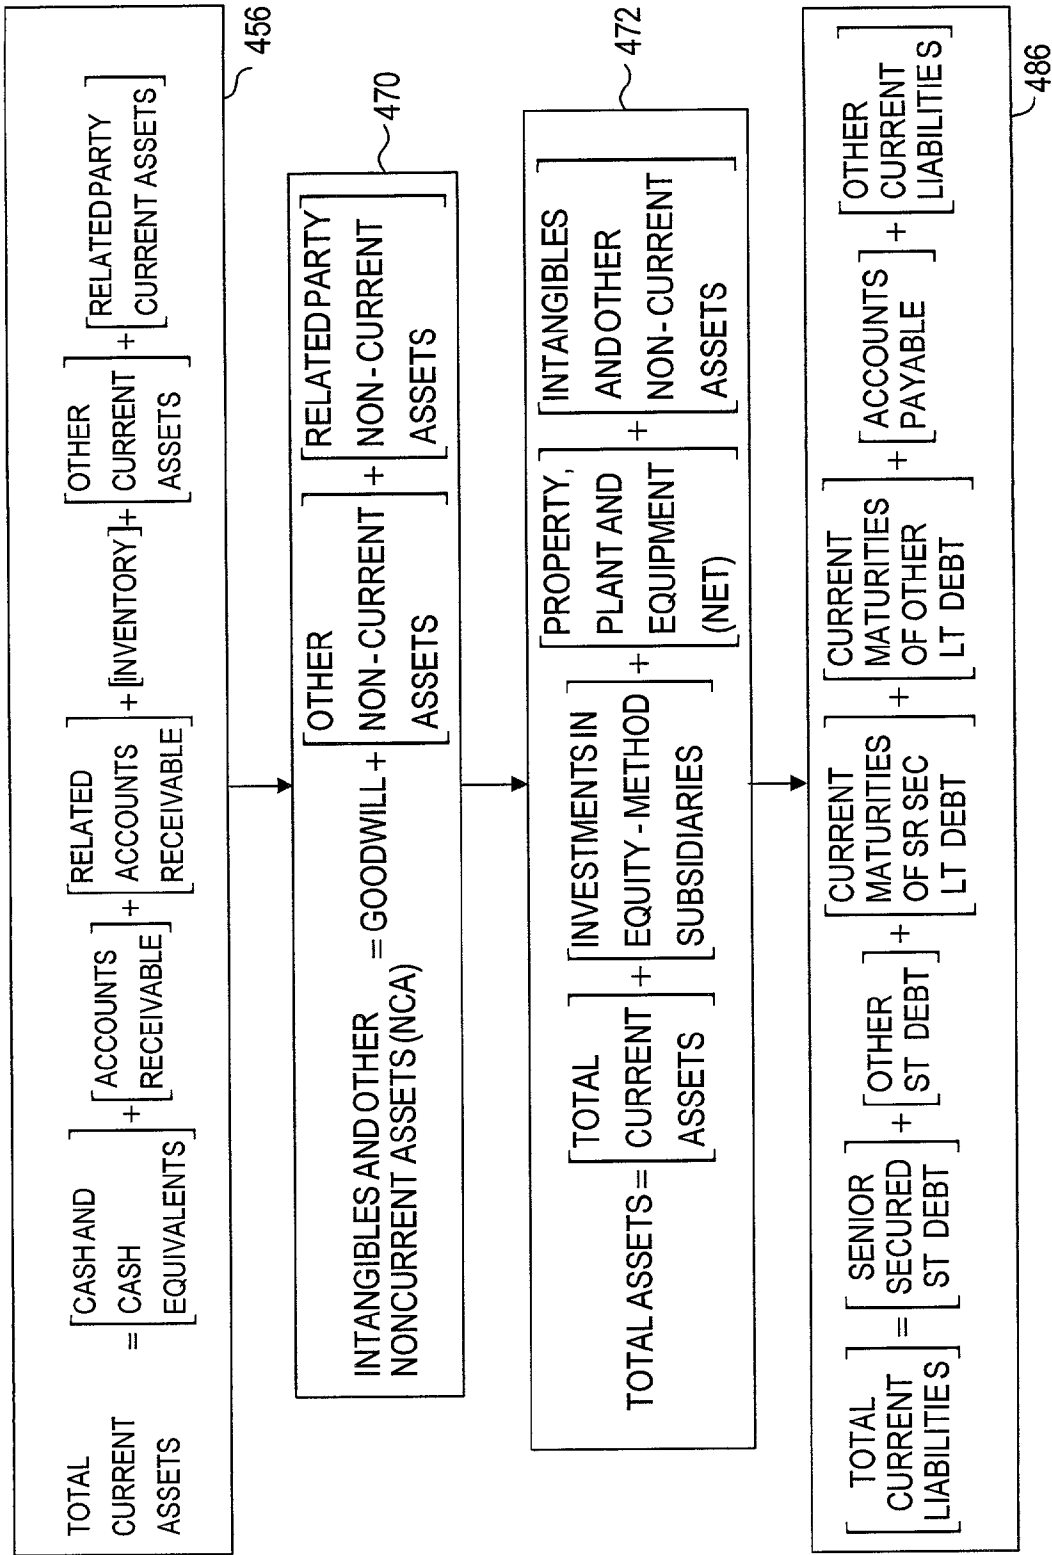 TOTAL
CURRENT
ASSETS
=
[CASH AND
CASH
EQUIVALENTS]
+
[ACCOUNTS
RECEIVABLE]
+
[RELATED
ACCOUNTS
RECEIVABLE]
+ [INVENTORY] +
[OTHER
CURRENT
ASSETS]
+
[RELATED PARTY
CURRENT ASSETS]
456
INTANGIBLES AND OTHER
NONCURRENT ASSETS (NCA)
= GOODWILL +
[OTHER
NON-CURRENT
ASSETS]
+
[RELATED PARTY
NON-CURRENT
ASSETS]
470
TOTAL ASSETS =
[TOTAL
CURRENT
ASSETS]
+
[INVESTMENTS IN
EQUITY-METHOD
SUBSIDIARIES]
+
[PROPERTY,
PLANT AND
EQUIPMENT
(NET)]
+
[INTANGIBLES
AND OTHER
NON-CURRENT
ASSETS]
472
[TOTAL
CURRENT
LIABILITIES]
=
[SENIOR
SECURED
ST DEBT]
+
[OTHER
ST DEBT]
+
[CURRENT
MATURITIES
OF SR SEC
LT DEBT]
+
[CURRENT
MATURITIES
OF OTHER
LT DEBT]
+
[ACCOUNTS
PAYABLE]
+
[OTHER
CURRENT
LIABILITIES]
486